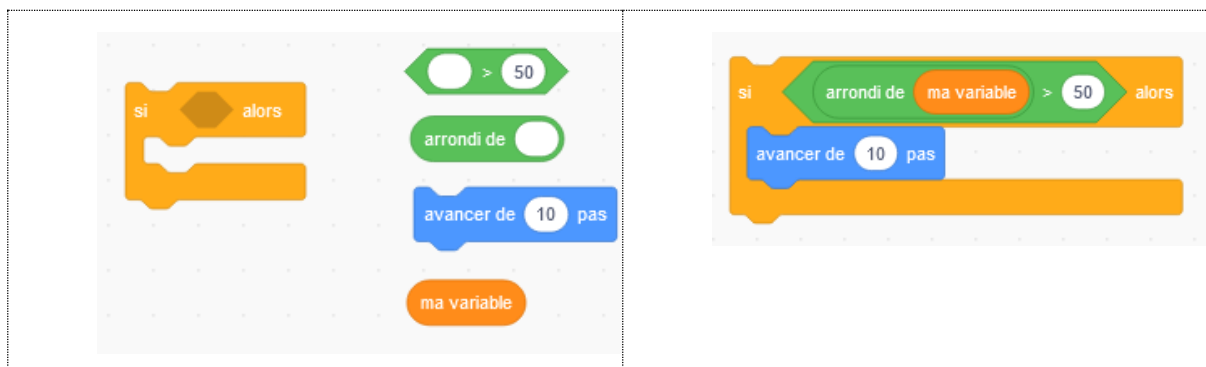 si alors
> 50
arrondi de
avancer de 10 pas
ma variable
si arrondi de ma variable > 50 alors
avancer de 10 pas